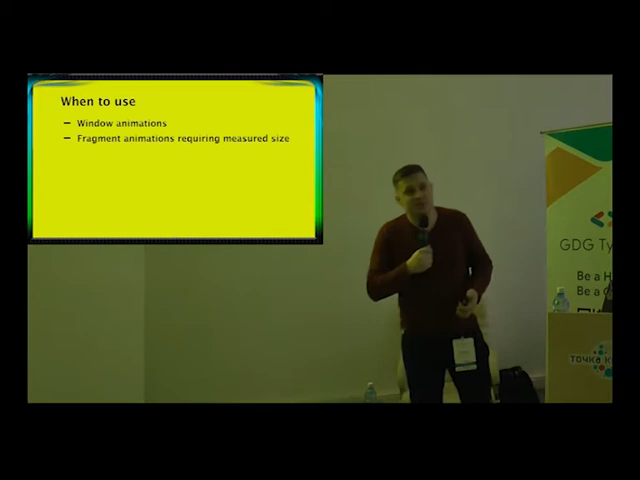 When to use
– Window animations
– Fragment animations requiring measured size
GDG Ty
Be a H
Be a
точка к